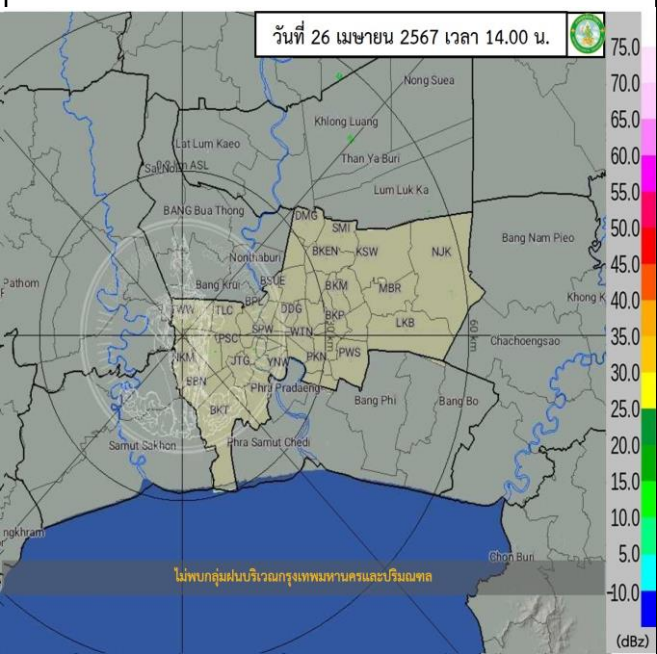 วันที่ 26 เมษายน 2567 เวลา 14.00 น.
75.0
70.0
65.0
60.0
55.0
50.0
45.0
40.0
35.0
30.0
25.0
20.0
15.0
10.0
5.0
-10.0
(dBz)
Nong Suea
Khlong Luang
Lat Lum Kaeo
Than Ya Buri
km ASL
Lum Luk Ka
BANG Bua Thong
DMG
SMI
BKEN KSW NJK
Bang Nam Pieo
Nonthaburi
Pathom
Bang Krui
BSUE
BKM
MBR
BPL
Khong K
TLC
DDG
BKP
LKB
SPW
WTN
60 km
PSC
Chachoengsao
NKM
JTG
YNW
PKN
PWS
BPN
Phra Pradaeng
Bang Phi
Bang Bo
BKT
Samut Sakhon
Phra Samut Chedi
ngkhram
Chon Buri
ไม่พบกลุ่มฝนบริเวณกรุงเทพมหานครและปริมณฑล